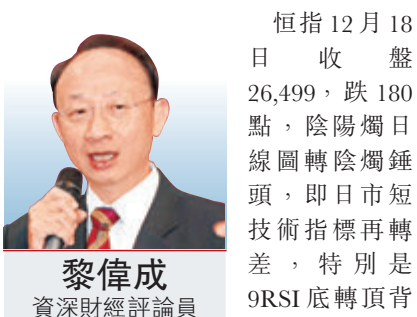 恒指12月18
日收盤
26,499，跌180
點，陰陽燭日
線圖轉陰燭錘
頭，即日市短
技術指標再轉
差，特別是
9RSI底轉頂背
黎偉成
資深財經評論員